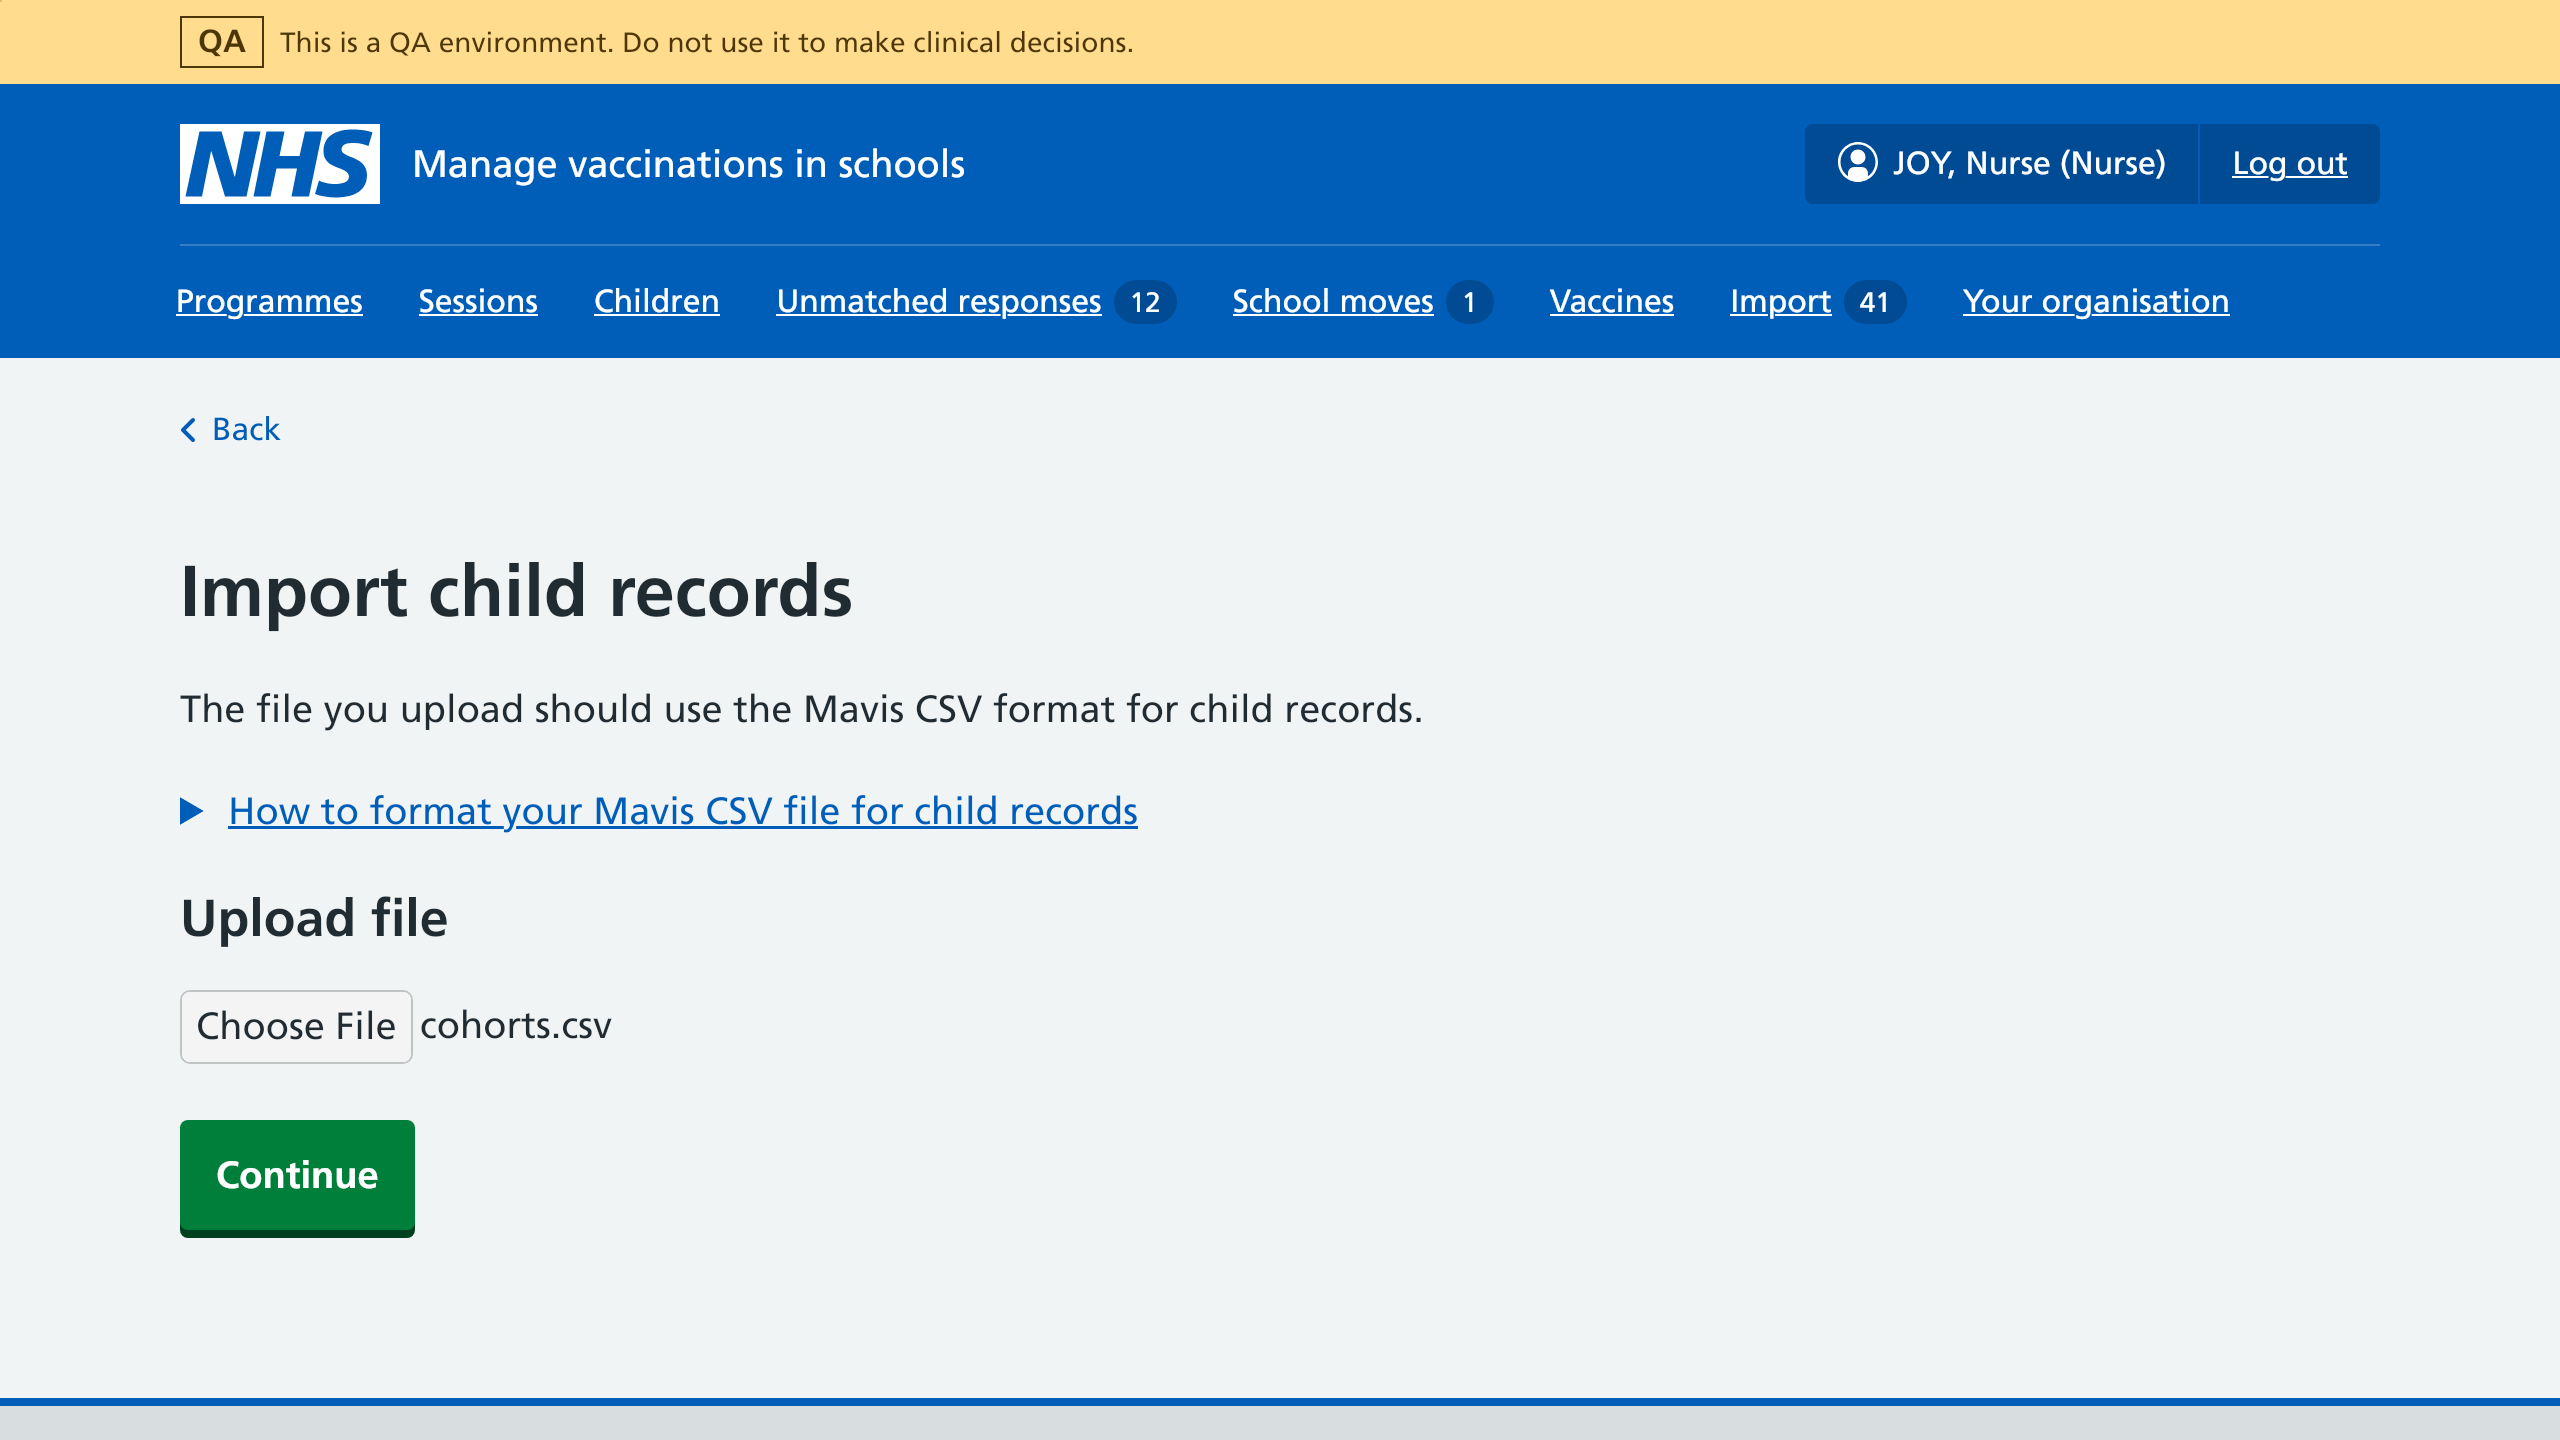 QA This is a QA environment. Do not use it to make clinical decisions.
NHS Manage vaccinations in schools JOY, Nurse (Nurse) Log out
Programmes Sessions Children Unmatched responses 12 School moves 1 Vaccines Import 41 Your organisation
Back
Import child records
The file you upload should use the Mavis CSV format for child records.
How to format your Mavis CSV file for child records
Upload file
Choose File cohorts.csv
Continue